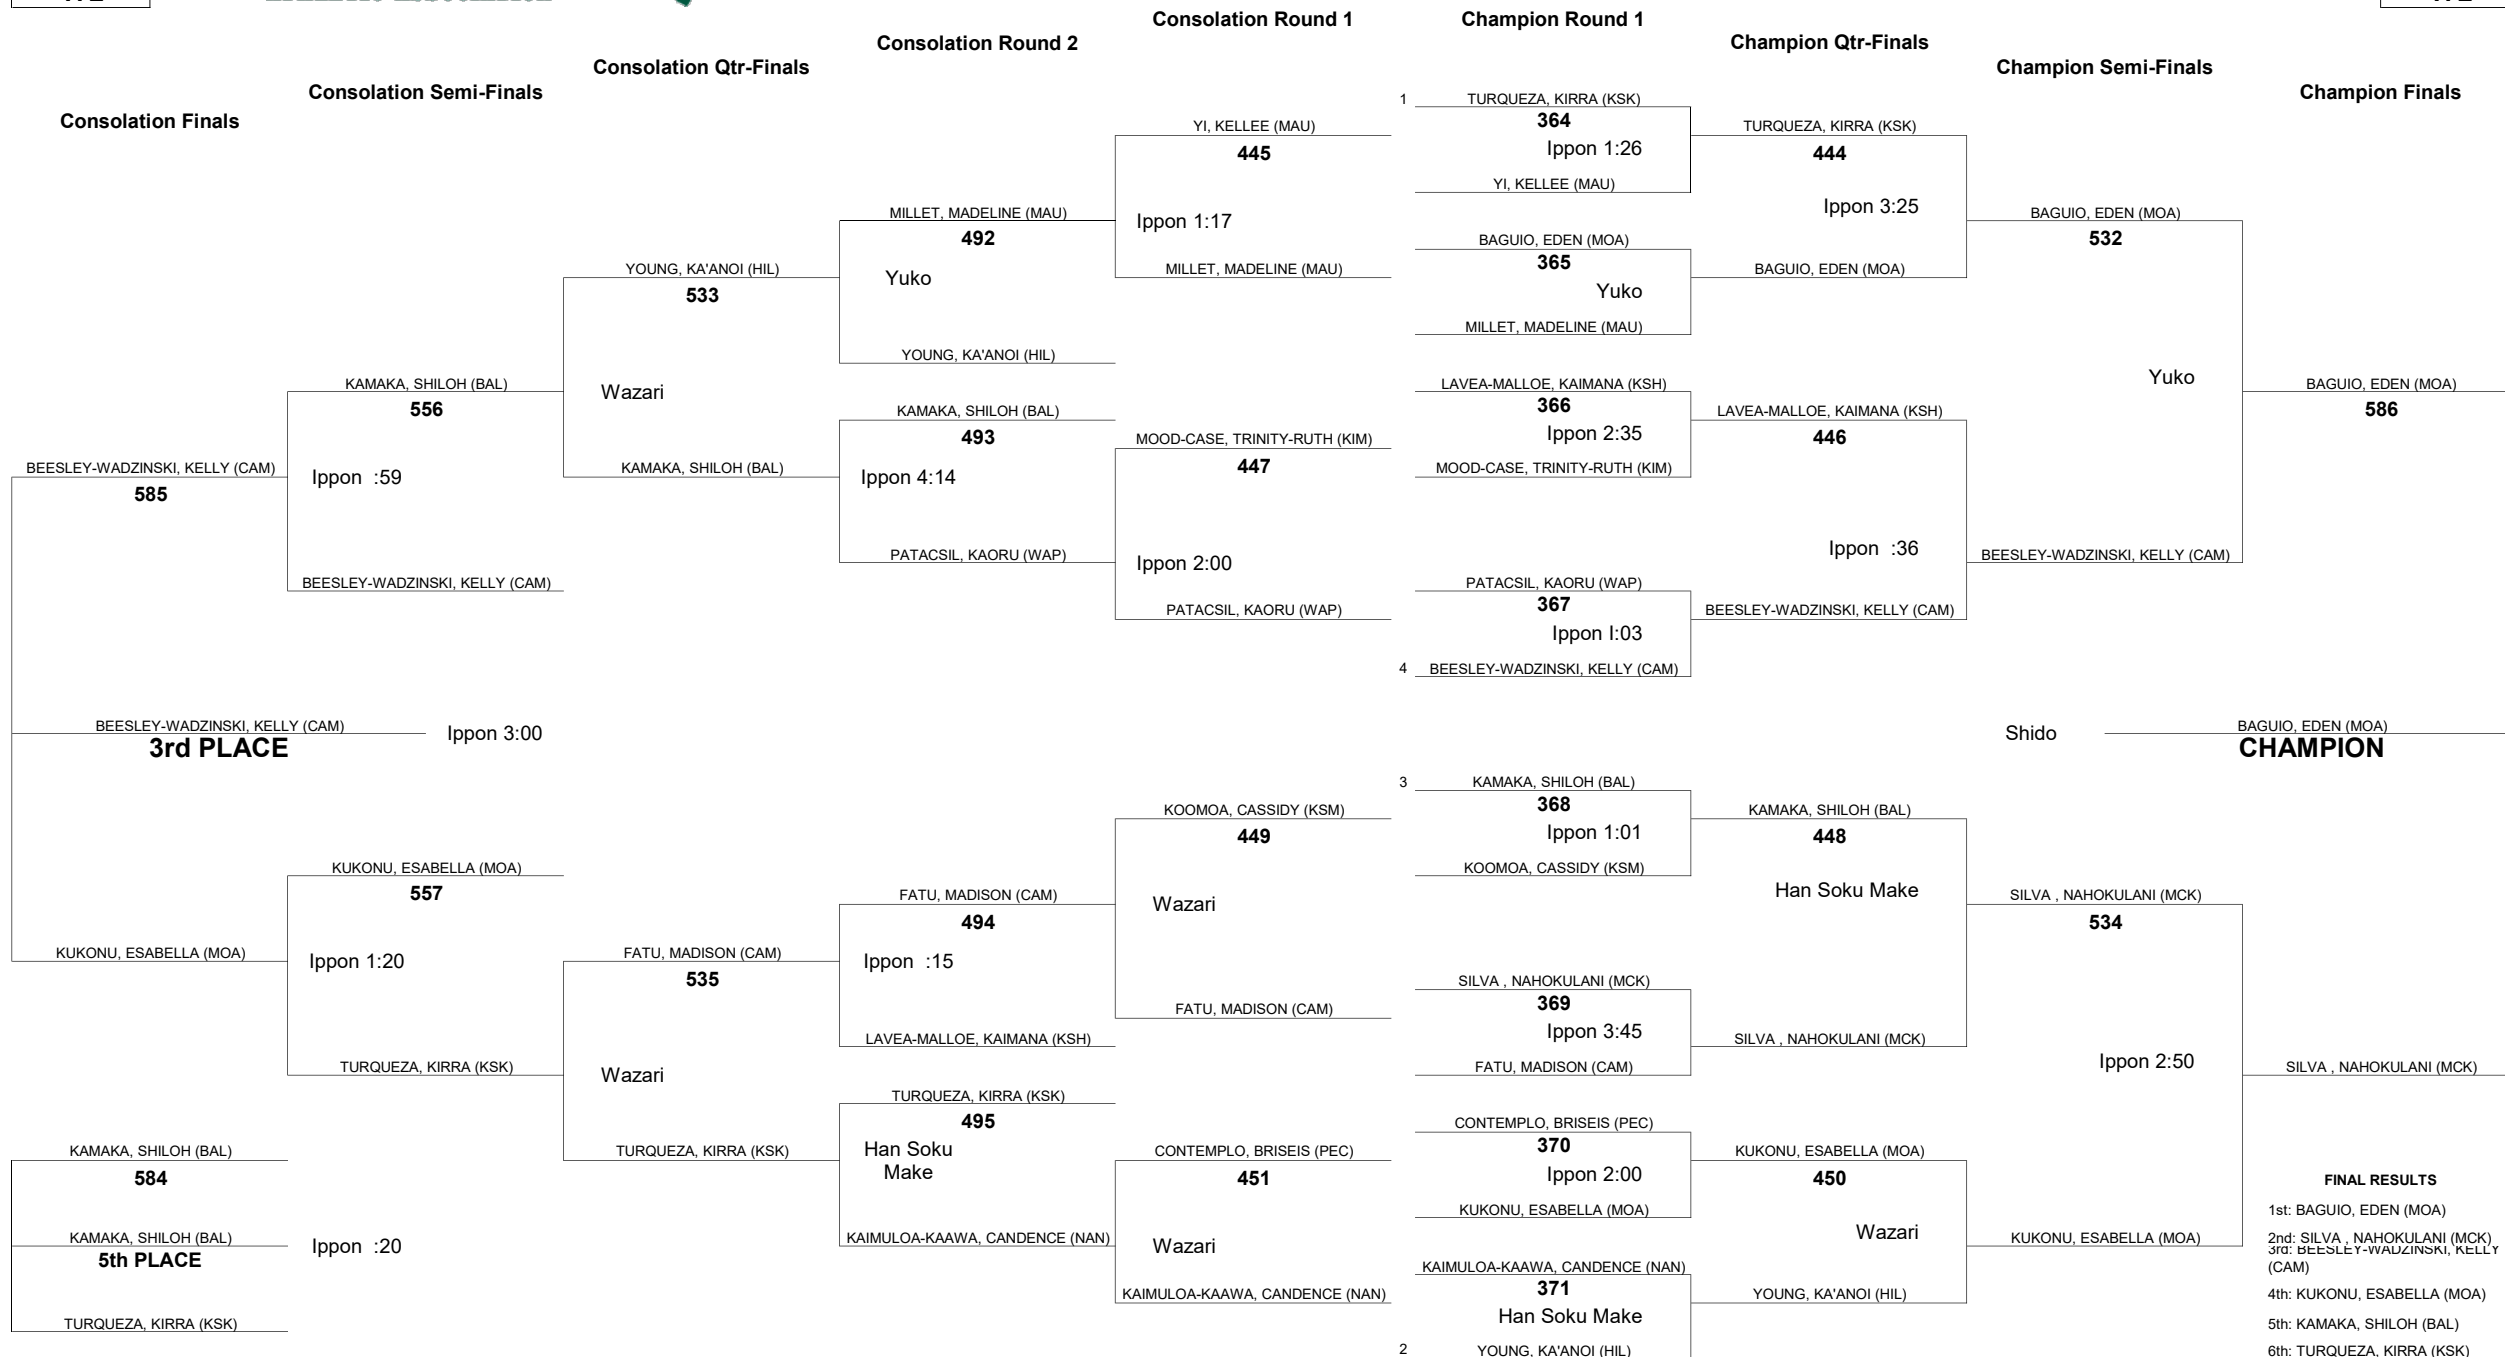 Consolation Round 1
Champion Round 1
Consolation Round 2
Champion Qtr-Finals
Consolation Qtr-Finals
Champion Semi-Finals
Consolation Semi-Finals
Champion Finals
Consolation Finals
1
TURQUEZA, KIRRA (KSK)
364
Ippon 1:26
YI, KELLEE (MAU)
BAGUIO, EDEN (MOA)
365
Yuko
MILLET, MADELINE (MAU)
LAVEA-MALLOE, KAIMANA (KSH)
366
Ippon 2:35
MOOD-CASE, TRINITY-RUTH (KIM)
PATACSIL, KAORU (WAP)
367
Ippon I:03
4
BEESLEY-WADZINSKI, KELLY (CAM)
3
KAMAKA, SHILOH (BAL)
368
Ippon 1:01
KOOMOA, CASSIDY (KSM)
SILVA , NAHOKULANI (MCK)
369
Ippon 3:45
FATU, MADISON (CAM)
CONTEMPLO, BRISEIS (PEC)
370
Ippon 2:00
KUKONU, ESABELLA (MOA)
KAIMULOA-KAAWA, CANDENCE (NAN)
371
Han Soku Make
2
YOUNG, KA'ANOI (HIL)
TURQUEZA, KIRRA (KSK)
444
Ippon 3:25
BAGUIO, EDEN (MOA)
LAVEA-MALLOE, KAIMANA (KSH)
446
Ippon :36
BEESLEY-WADZINSKI, KELLY (CAM)
KAMAKA, SHILOH (BAL)
448
Han Soku Make
SILVA , NAHOKULANI (MCK)
KUKONU, ESABELLA (MOA)
450
Wazari
YOUNG, KA'ANOI (HIL)
BAGUIO, EDEN (MOA)
532
Yuko
BEESLEY-WADZINSKI, KELLY (CAM)
SILVA , NAHOKULANI (MCK)
534
Ippon 2:50
KUKONU, ESABELLA (MOA)
BAGUIO, EDEN (MOA)
586
Shido
BAGUIO, EDEN (MOA)
CHAMPION
SILVA , NAHOKULANI (MCK)
YI, KELLEE (MAU)
445
Ippon 1:17
MILLET, MADELINE (MAU)
MOOD-CASE, TRINITY-RUTH (KIM)
447
Ippon 2:00
PATACSIL, KAORU (WAP)
KOOMOA, CASSIDY (KSM)
449
Wazari
FATU, MADISON (CAM)
CONTEMPLO, BRISEIS (PEC)
451
Wazari
KAIMULOA-KAAWA, CANDENCE (NAN)
MILLET, MADELINE (MAU)
492
Yuko
YOUNG, KA'ANOI (HIL)
KAMAKA, SHILOH (BAL)
493
Ippon 4:14
PATACSIL, KAORU (WAP)
FATU, MADISON (CAM)
494
Ippon :15
LAVEA-MALLOE, KAIMANA (KSH)
TURQUEZA, KIRRA (KSK)
495
Han Soku
Make
KAIMULOA-KAAWA, CANDENCE (NAN)
YOUNG, KA'ANOI (HIL)
533
Wazari
KAMAKA, SHILOH (BAL)
FATU, MADISON (CAM)
535
Wazari
TURQUEZA, KIRRA (KSK)
KAMAKA, SHILOH (BAL)
556
Ippon :59
BEESLEY-WADZINSKI, KELLY (CAM)
KUKONU, ESABELLA (MOA)
557
Ippon 1:20
TURQUEZA, KIRRA (KSK)
BEESLEY-WADZINSKI, KELLY (CAM)
585
BEESLEY-WADZINSKI, KELLY (CAM)
3rd PLACE
Ippon 3:00
KUKONU, ESABELLA (MOA)
KAMAKA, SHILOH (BAL)
584
KAMAKA, SHILOH (BAL)
5th PLACE
Ippon :20
TURQUEZA, KIRRA (KSK)
FINAL RESULTS
1st: BAGUIO, EDEN (MOA)
2nd: SILVA , NAHOKULANI (MCK)
3rd: BEESLEY-WADZINSKI, KELLY
(CAM)
4th: KUKONU, ESABELLA (MOA)
5th: KAMAKA, SHILOH (BAL)
6th: TURQUEZA, KIRRA (KSK)